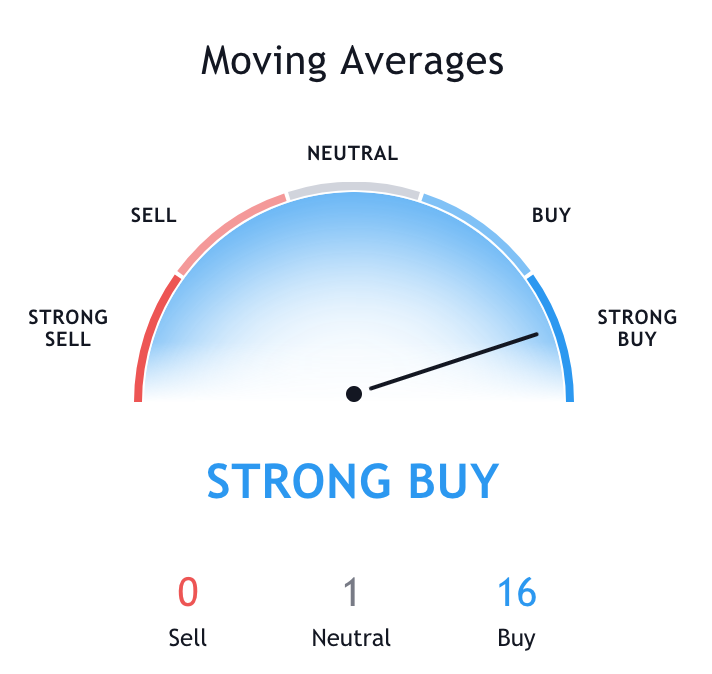 Moving Averages
NEUTRAL
SELL
BUY
STRONG
SELL
STRONG
BUY
STRONG BUY
0
1
16
Sell
Neutral
Buy